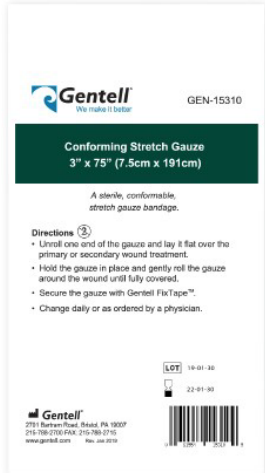 Gentell®
We make it better
GEN-15310
Conforming Stretch Gauze
3” x 75” (7.5cm x 191cm)
A sterile, conformable,
stretch gauze bandage.
Directions 2
• Unroll one end of the gauze and lay it flat over the
primary or secondary wound treatment.
• Hold the gauze in place and gently roll the gauze
around the wound until fully covered.
• Secure the gauze with Gentell FixTape™.
• Change daily or as ordered by a physician.
LOT 19-01-30
22-01-30
Gentell®
2701 Bartram Road, Bristol, PA 19007
215-788-2700 FAX: 215-788-2715
www.gentell.com Rev. Jan 2019